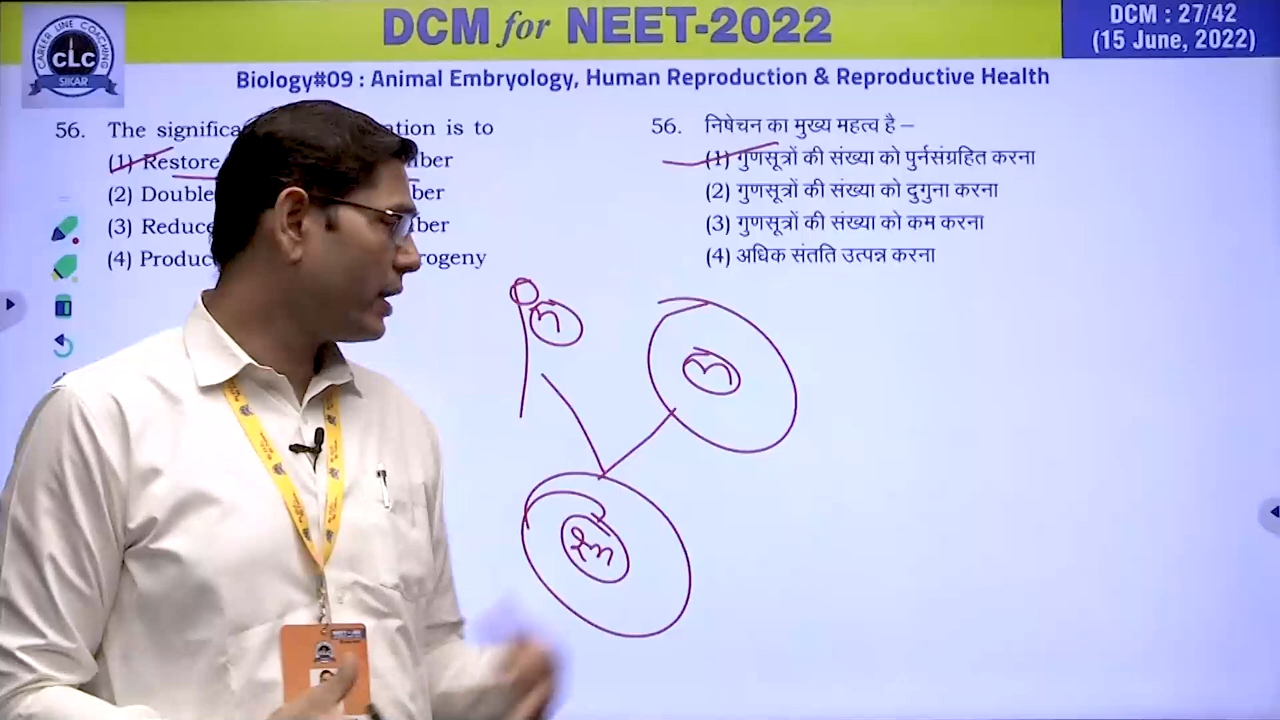 DCM for NEET-2022
DCM : 27/42
(15 June, 2022)
CAREER LINE COACHING
CLC
SIKAR
Biology#09 : Animal Embryology, Human Reproduction & Reproductive Health
56. The significa ation is to
(1) Restore ber
(2) Double ber
(3) Reduce ber
(4) Produc rogeny
56. निषेचन का मुख्य महत्व है –
(1) गुणसूत्रों की संख्या को पुर्नसंग्रहित करना
(2) गुणसूत्रों की संख्या को दुगुना करना
(3) गुणसूत्रों की संख्या को कम करना
(4) अधिक संतति उत्पन्न करना
n
n
2n